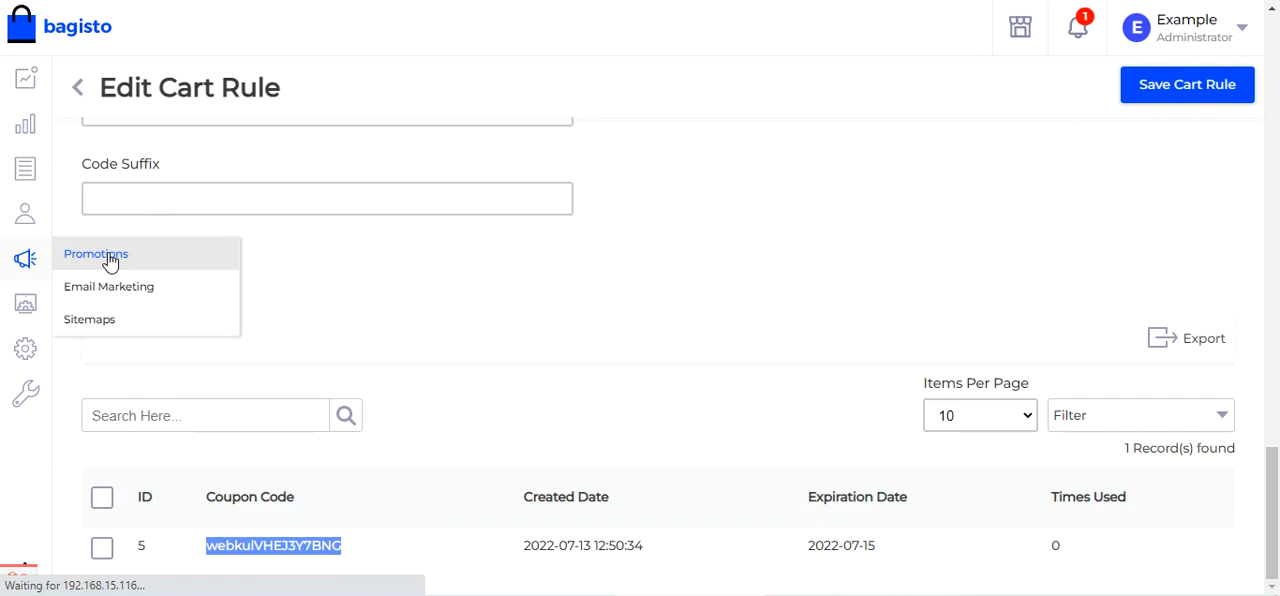 bagisto
1
E
Example
Administrator
Edit Cart Rule
Save Cart Rule
Code Suffix
Promotions
Email Marketing
Sitemaps
Export
Items Per Page
Search Here...
10
Filter
1 Record(s) found
ID
Coupon Code
Created Date
Expiration Date
Times Used
5
webkulVHEJ3Y7BNG
2022-07-13 12:50:34
2022-07-15
0
Waiting for 192.168.15.116...